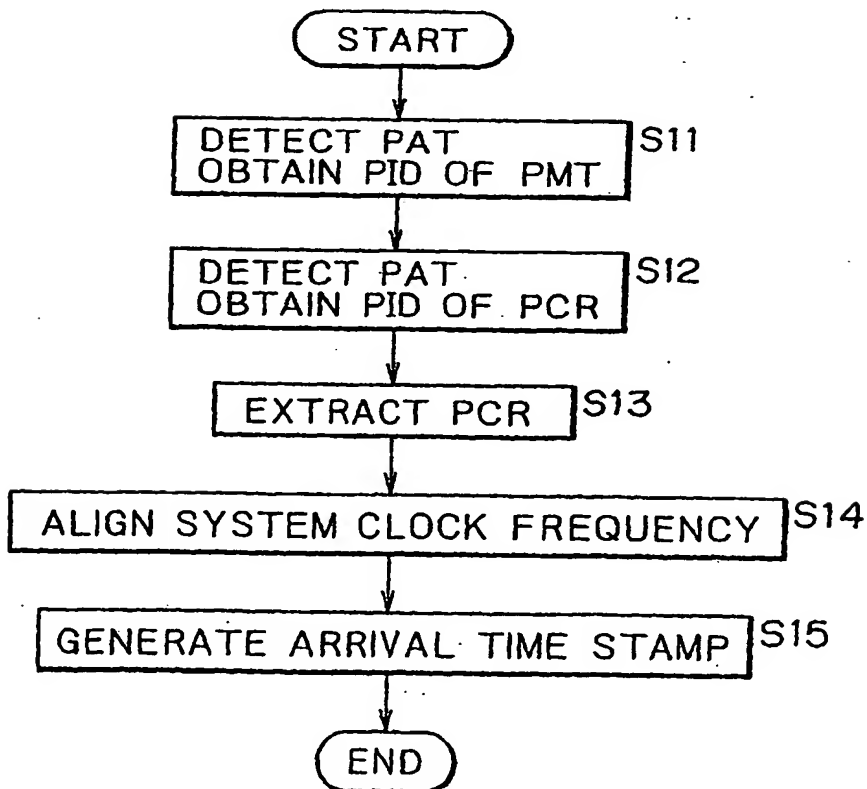 START
DETECT PAT
OBTAIN PID OF PMT
S11
DETECT PAT
OBTAIN PID OF PCR
S12
EXTRACT PCR
S13
ALIGN SYSTEM CLOCK FREQUENCY
S14
GENERATE ARRIVAL TIME STAMP
S15
END